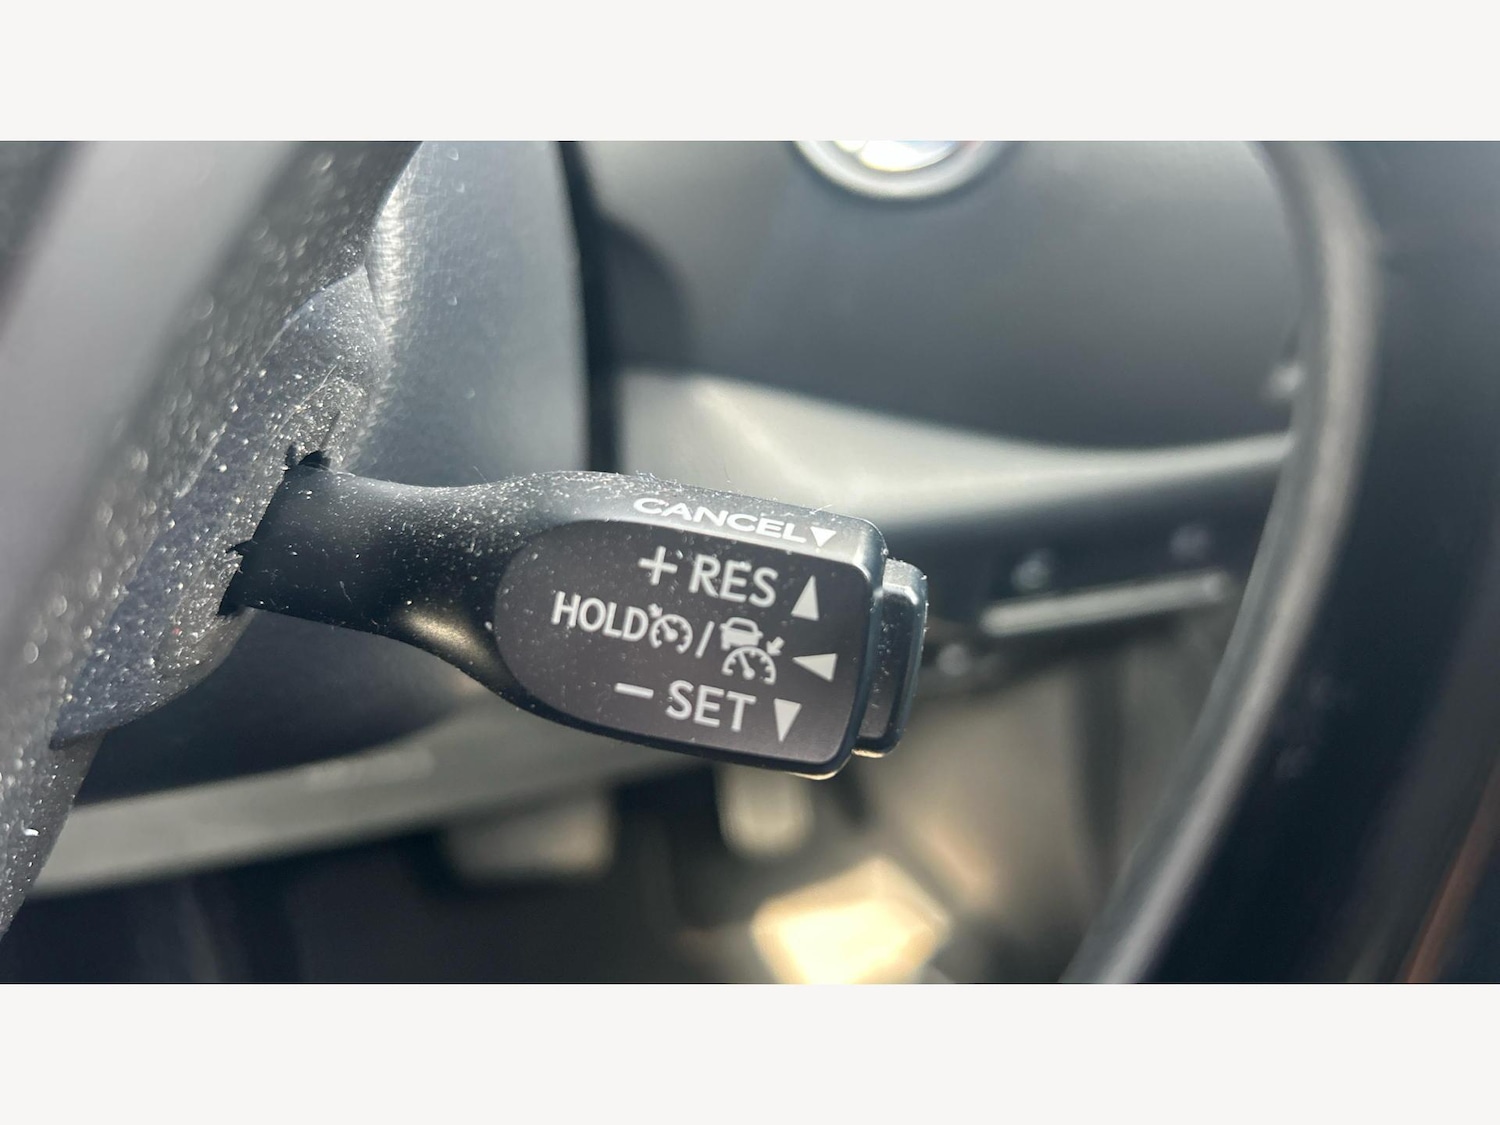 CANCEL
+ RES
HOLD /
− SET